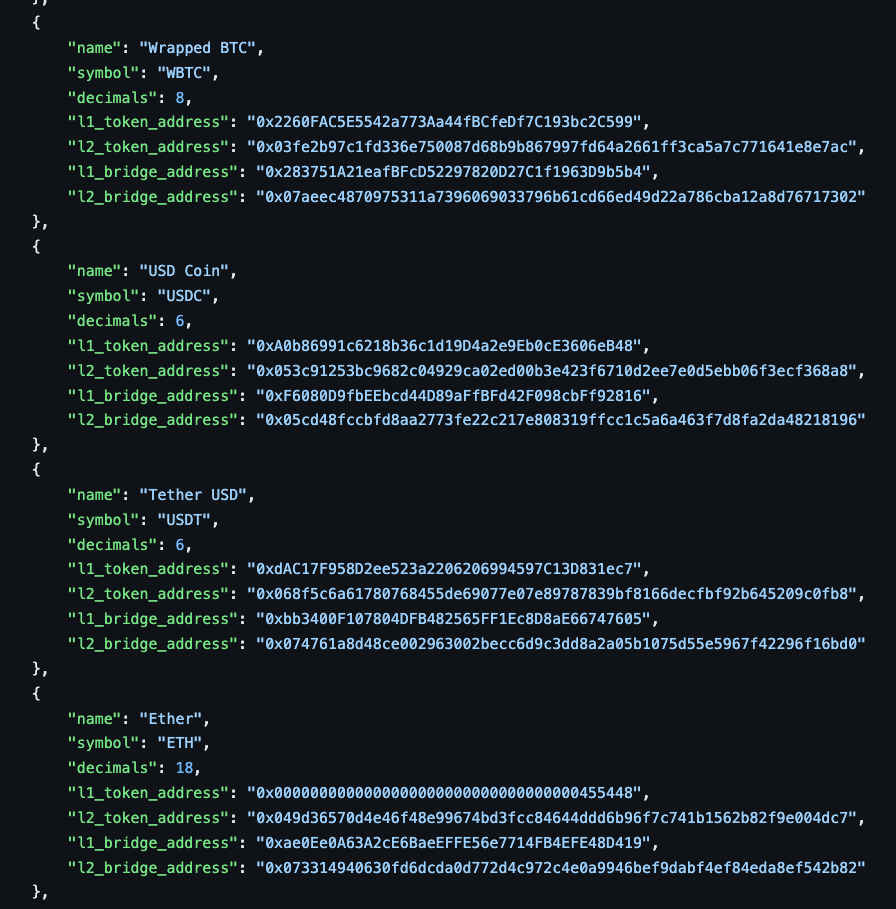 },
{
"name": "Wrapped BTC",
"symbol": "WBTC",
"decimals": 8,
"l1_token_address": "0x2260FAC5E5542a773Aa44fBCfeDf7C193bc2C599",
"l2_token_address": "0x03fe2b97c1fd336e750087d68b9b867997fd64a2661ff3ca5a7c771641e8e7ac",
"l1_bridge_address": "0x283751A21eafBFcD52297820D27C1f1963D9b5b4",
"l2_bridge_address": "0x07aeec4870975311a7396069033796b61cd66ed49d22a786cba12a8d76717302"
},
{
"name": "USD Coin",
"symbol": "USDC",
"decimals": 6,
"l1_token_address": "0xA0b86991c6218b36c1d19D4a2e9Eb0cE3606eB48",
"l2_token_address": "0x053c91253bc9682c04929ca02ed00b3e423f6710d2ee7e0d5ebb06f3ecf368a8",
"l1_bridge_address": "0xF6080D9fbEEbcd44D89aFfBFd42F098cbFf92816",
"l2_bridge_address": "0x05cd48fccbfd8aa2773fe22c217e808319ffcc1c5a6a463f7d8fa2da48218196"
},
{
"name": "Tether USD",
"symbol": "USDT",
"decimals": 6,
"l1_token_address": "0xdAC17F958D2ee523a2206206994597C13D831ec7",
"l2_token_address": "0x068f5c6a61780768455de69077e07e89787839bf8166decfbf92b645209c0fb8",
"l1_bridge_address": "0xbb3400F107804DFB482565FF1Ec8D8aE66747605",
"l2_bridge_address": "0x074761a8d48ce002963002becc6d9c3dd8a2a05b1075d55e5967f42296f16bd0"
},
{
"name": "Ether",
"symbol": "ETH",
"decimals": 18,
"l1_token_address": "0x0000000000000000000000000000000000455448",
"l2_token_address": "0x049d36570d4e46f48e99674bd3fcc84644ddd6b96f7c741b1562b82f9e004dc7",
"l1_bridge_address": "0xae0Ee0A63A2cE6BaeEFFE56e7714FB4EFE48D419",
"l2_bridge_address": "0x073314940630fd6dcda0d772d4c972c4e0a9946bef9dabf4ef84eda8ef542b82"
},